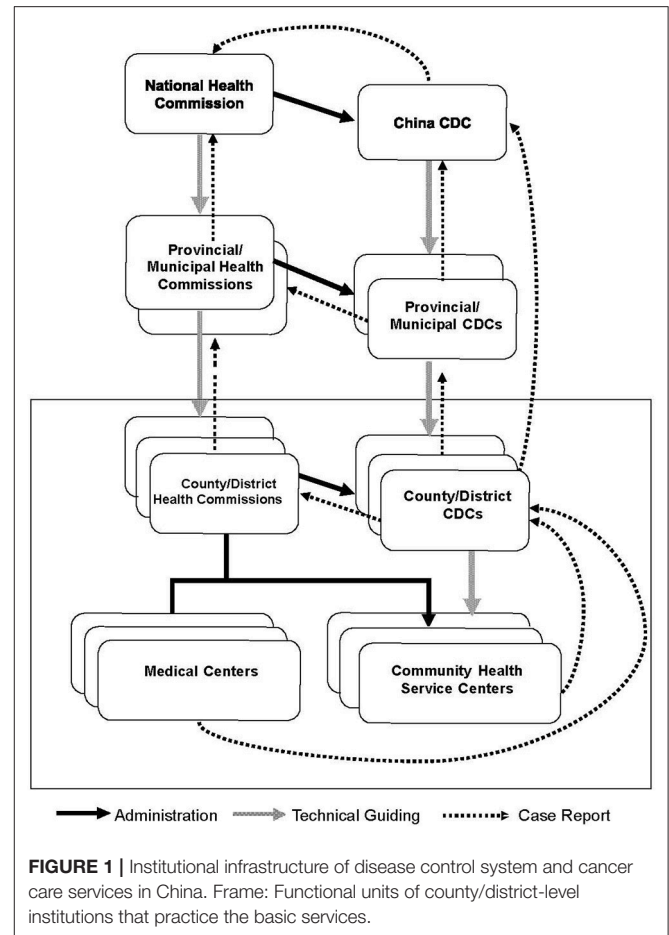 National Health
Commission
China CDC
Provincial/
Municipal Health
Commissions
Provincial/
Municipal CDCs
County/District
Health Commissions
County/District
CDCs
Medical Centers
Community Health
Service Centers
Administration
Technical Guiding
Case Report
FIGURE 1 | Institutional infrastructure of disease control system and cancer
care services in China. Frame: Functional units of county/district-level
institutions that practice the basic services.